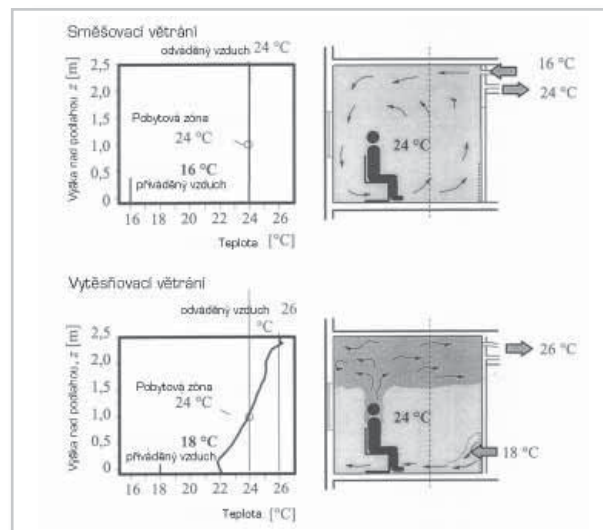 Směšovací větrání
odváděný vzduch 24 °C
Výška nad podlahou, z [m]
2,5
2,0
1,5
1,0
0,5
0
Pobytová zóna
24 °C
16 °C
přiváděný vzduch
16 18 20 22 24 26
Teplota [°C]
24 °C
16 °C
24 °C
Vytěsňovací větrání
odváděný vzduch 26
°C
Výška nad podlahou, z [m]
2,5
2,0
1,5
1,0
0,5
0
Pobytová zóna
24 °C
18 °C
přiváděný vzduch
16 18 20 22 24 26
Teplota [°C]
24 °C
26 °C
18 °C